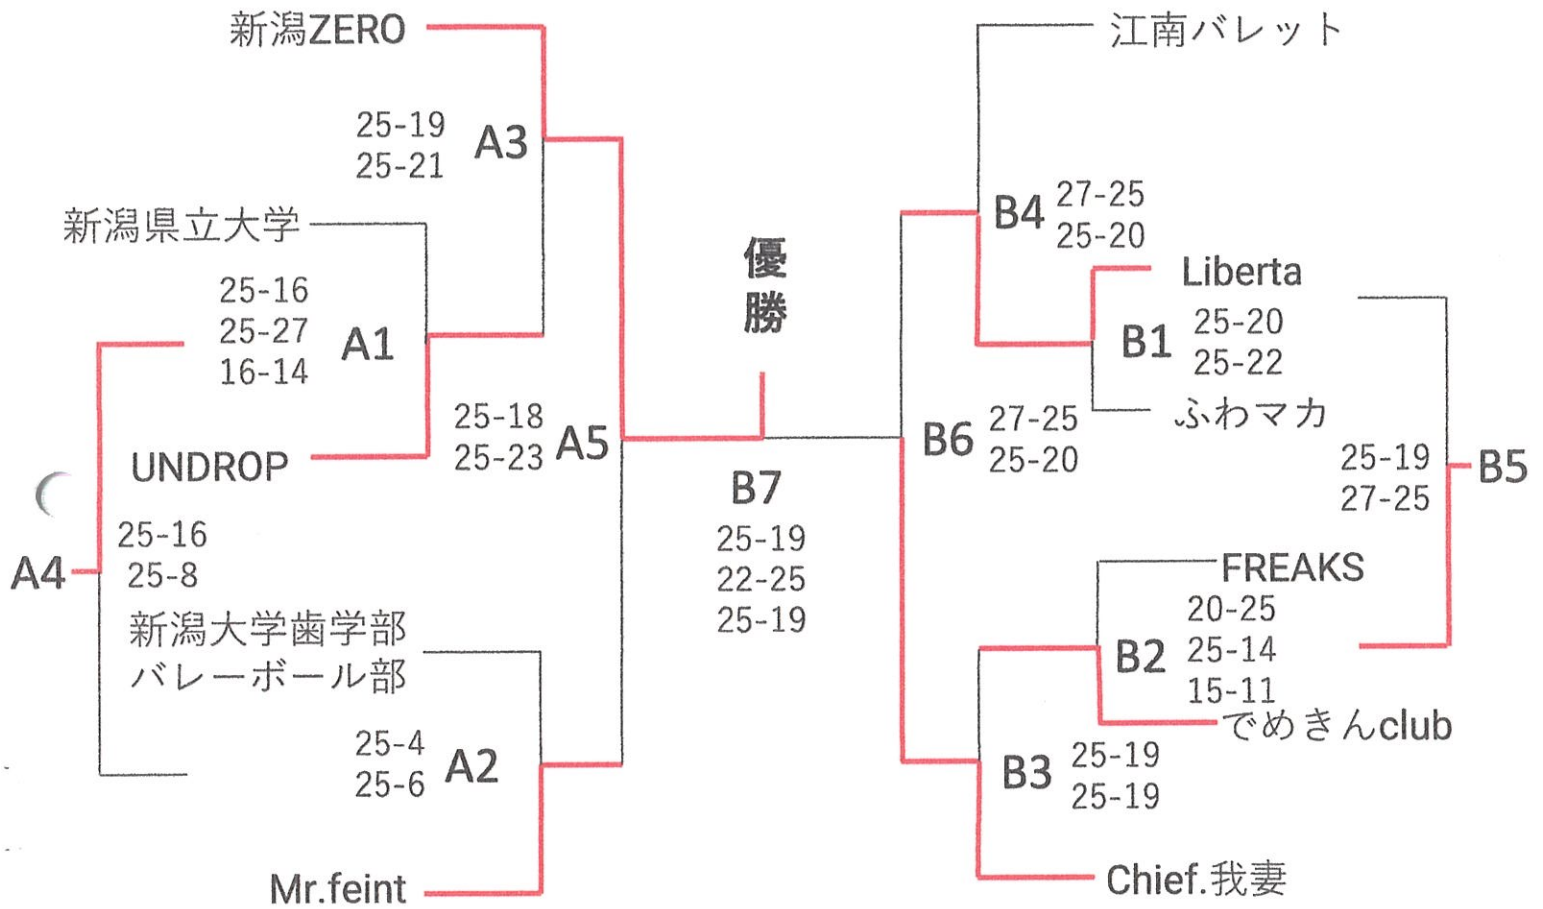 新潟ZERO
25-19
25-21
A3
新潟県立大学
25-16
25-27
16-14
A1
UNDROP
25-18
25-23
A5
A4
25-16
25-8
新潟大学歯学部
バレーボール部
25-4
25-6
A2
Mr.feint
優勝
B7
25-19
22-25
25-19
江南バレット
B4
27-25
25-20
Liberta
B1
25-20
25-22
ふわマカ
B6
27-25
25-20
25-19
27-25
B5
FREAKS
B2
20-25
25-14
15-11
でめきんclub
B3
25-19
25-19
Chief.我妻